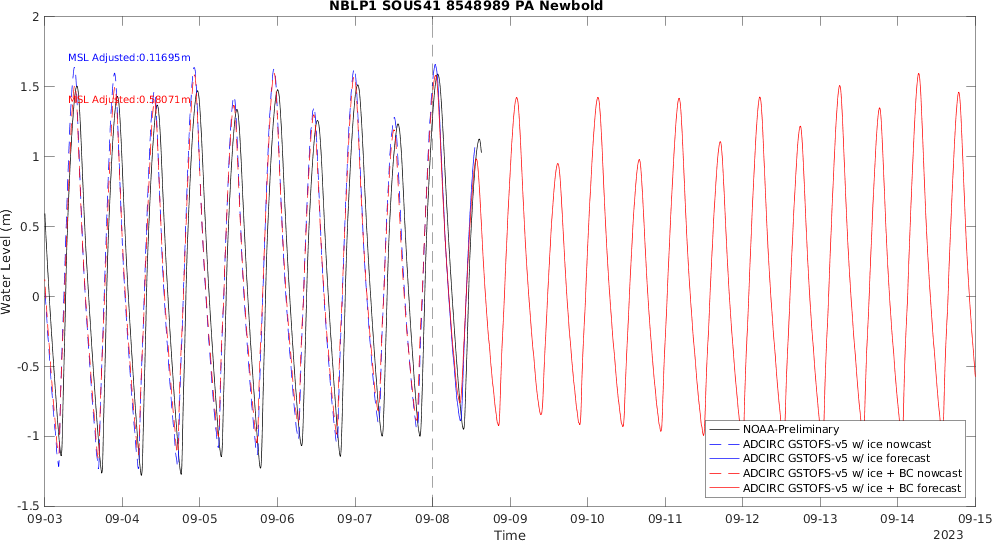 NBLP1 SOUS41 8548989 PA Newbold
MSL Adjusted:0.11695m
MSL Adjusted:0.58071m
Water Level (m)
2
1.5
1
0.5
0
-0.5
-1
-1.5
NOAA-Preliminary
ADCIRC GSTOFS-v5 w/ ice nowcast
ADCIRC GSTOFS-v5 w/ ice forecast
ADCIRC GSTOFS-v5 w/ ice + BC nowcast
ADCIRC GSTOFS-v5 w/ ice + BC forecast
09-03 09-04 09-05 09-06 09-07 09-08 09-09 09-10 09-11 09-12 09-13 09-14 09-15
Time
2023